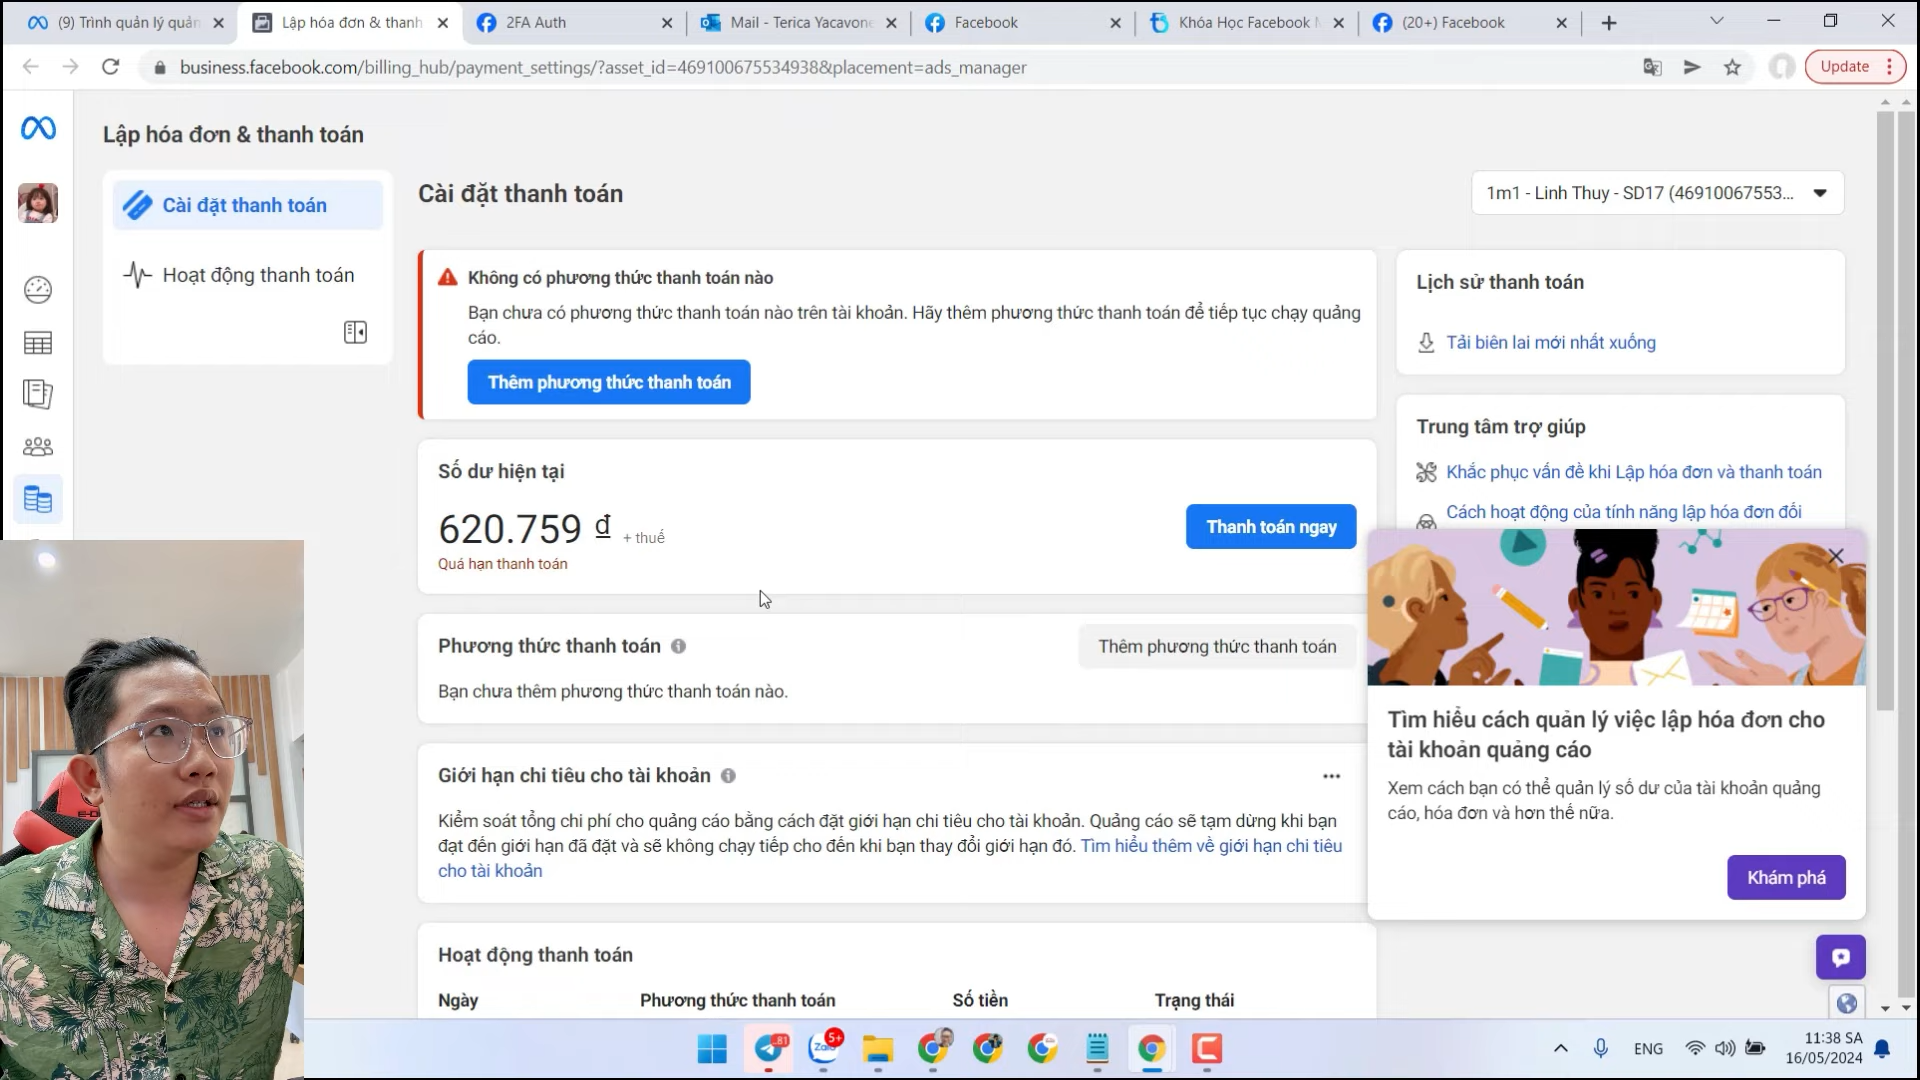 (9) Trình quản lý quản
Lập hóa đơn & thanh
2FA Auth
Mail - Terica Yacavone
Facebook
Khóa Học Facebook
(20+) Facebook
business.facebook.com/billing_hub/payment_settings/?asset_id=469100675534938&placement=ads_manager
Update
Lập hóa đơn & thanh toán
Cài đặt thanh toán
Hoạt động thanh toán
Cài đặt thanh toán
1m1 - Linh Thuy - SD17 (46910067553...
Không có phương thức thanh toán nào
Bạn chưa có phương thức thanh toán nào trên tài khoản. Hãy thêm phương thức thanh toán để tiếp tục chạy quảng
cáo.
Thêm phương thức thanh toán
Số dư hiện tại
620.759 ₫ + thuế
Quá hạn thanh toán
Thanh toán ngay
Phương thức thanh toán
Thêm phương thức thanh toán
Bạn chưa thêm phương thức thanh toán nào.
Giới hạn chi tiêu cho tài khoản
Kiểm soát tổng chi phí cho quảng cáo bằng cách đặt giới hạn chi tiêu cho tài khoản. Quảng cáo sẽ tạm dừng khi bạn
đạt đến giới hạn đã đặt và sẽ không chạy tiếp cho đến khi bạn thay đổi giới hạn đó. Tìm hiểu thêm về giới hạn chi tiêu
cho tài khoản
Hoạt động thanh toán
Ngày Phương thức thanh toán Số tiền Trạng thái
Lịch sử thanh toán
Tải biên lai mới nhất xuống
Trung tâm trợ giúp
Khắc phục vấn đề khi Lập hóa đơn và thanh toán
Cách hoạt động của tính năng lập hóa đơn đối
Tìm hiểu cách quản lý việc lập hóa đơn cho
tài khoản quảng cáo
Xem cách bạn có thể quản lý số dư của tài khoản quảng
cáo, hóa đơn và hơn thế nữa.
Khám phá
81
Zalo
5+
ENG
11:38 SA
16/05/2024